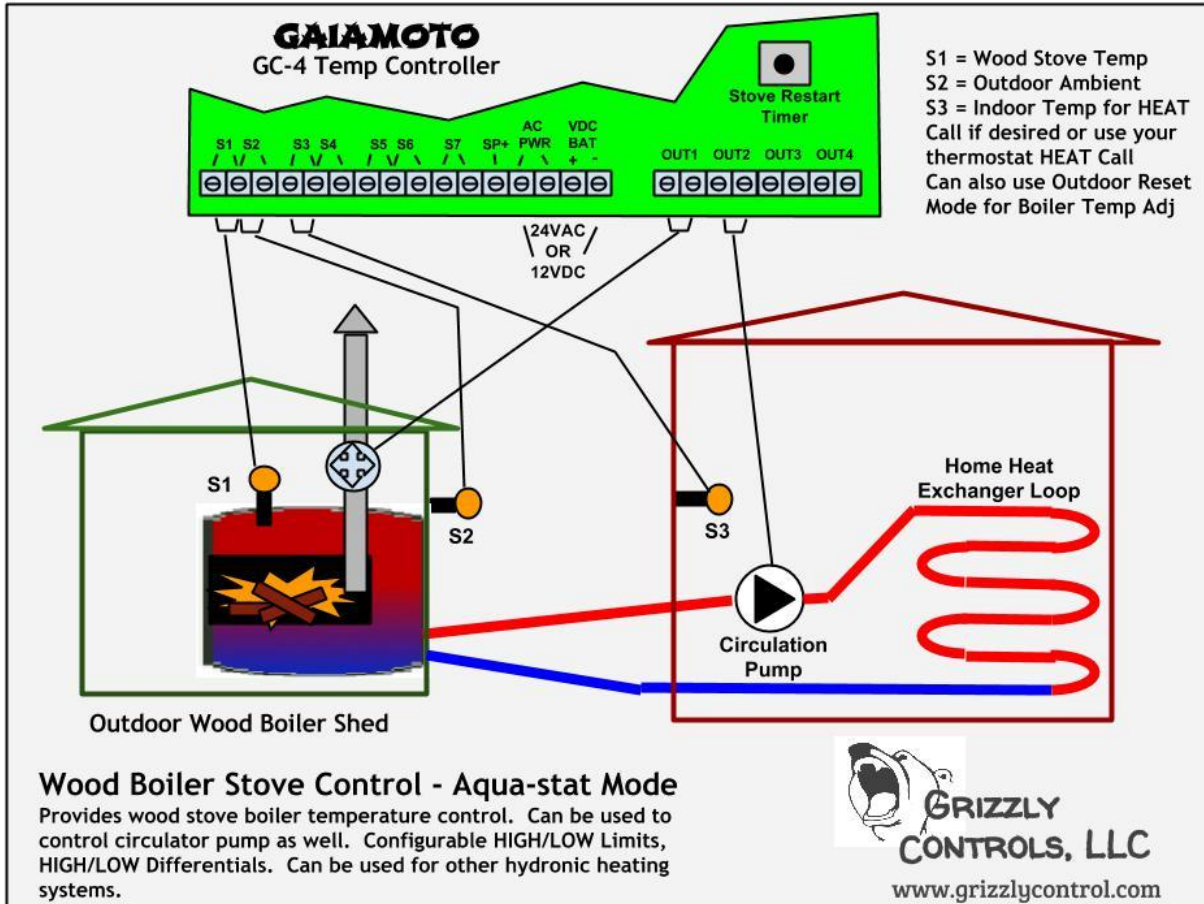 GAIAMOTO
GC-4 Temp Controller
Stove Restart
Timer
S1 = Wood Stove Temp
S2 = Outdoor Ambient
S3 = Indoor Temp for HEAT
Call if desired or use your
thermostat HEAT Call
Can also use Outdoor Reset
Mode for Boiler Temp Adj
S1 S2 S3 S4 S5 S6 S7 SP+
AC
PWR
VDC
BAT
+ -
OUT1 OUT2 OUT3 OUT4
24VAC
OR
12VDC
S1
S2
S3
Home Heat
Exchanger Loop
Circulation
Pump
Outdoor Wood Boiler Shed
Wood Boiler Stove Control - Aqua-stat Mode
Provides wood stove boiler temperature control. Can be used to
control circulator pump as well. Configurable HIGH/LOW Limits,
HIGH/LOW Differentials. Can be used for other hydronic heating
systems.
GRIZZLY
CONTROLS, LLC
www.grizzlycontrol.com